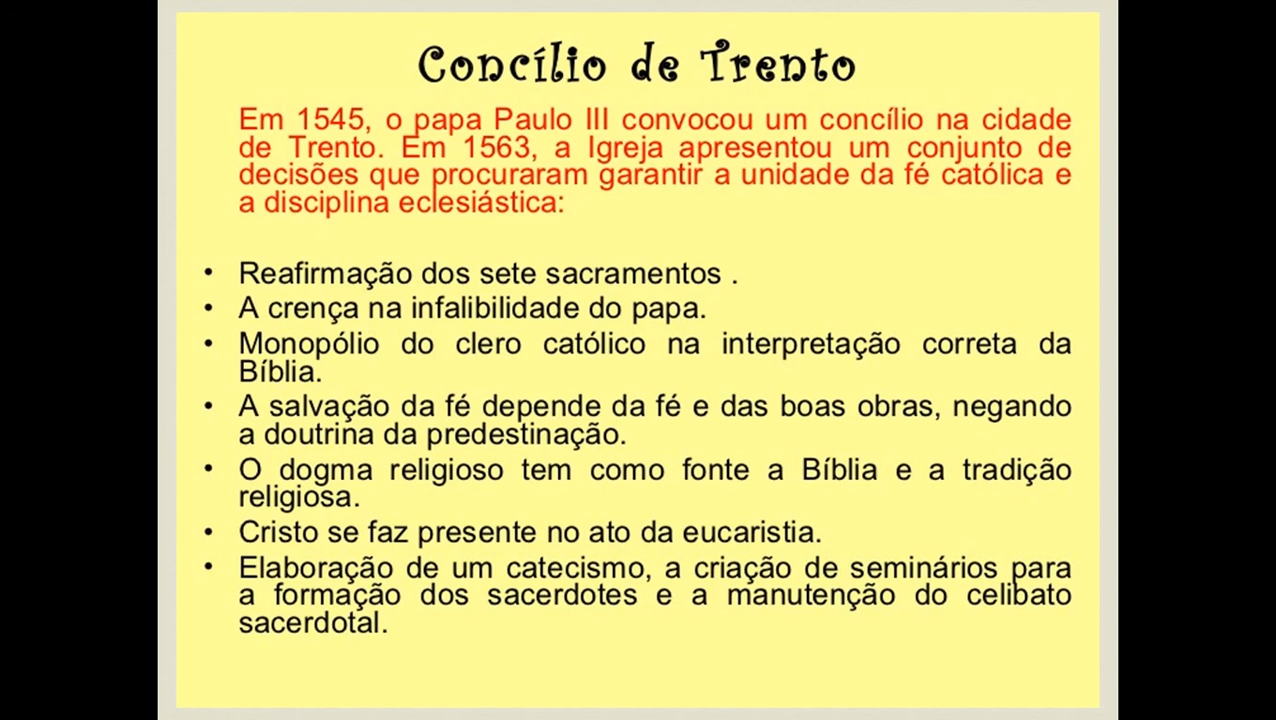 Concílio de Trento
Em 1545, o papa Paulo III convocou um concílio na cidade
de Trento. Em 1563, a Igreja apresentou um conjunto de
decisões que procuraram garantir a unidade da fé católica e
a disciplina eclesiástica:
• Reafirmação dos sete sacramentos .
• A crença na infalibilidade do papa.
• Monopólio do clero católico na interpretação correta da
Bíblia.
• A salvação da fé depende da fé e das boas obras, negando
a doutrina da predestinação.
• O dogma religioso tem como fonte a Bíblia e a tradição
religiosa.
• Cristo se faz presente no ato da eucaristia.
• Elaboração de um catecismo, a criação de seminários para
a formação dos sacerdotes e a manutenção do celibato
sacerdotal.